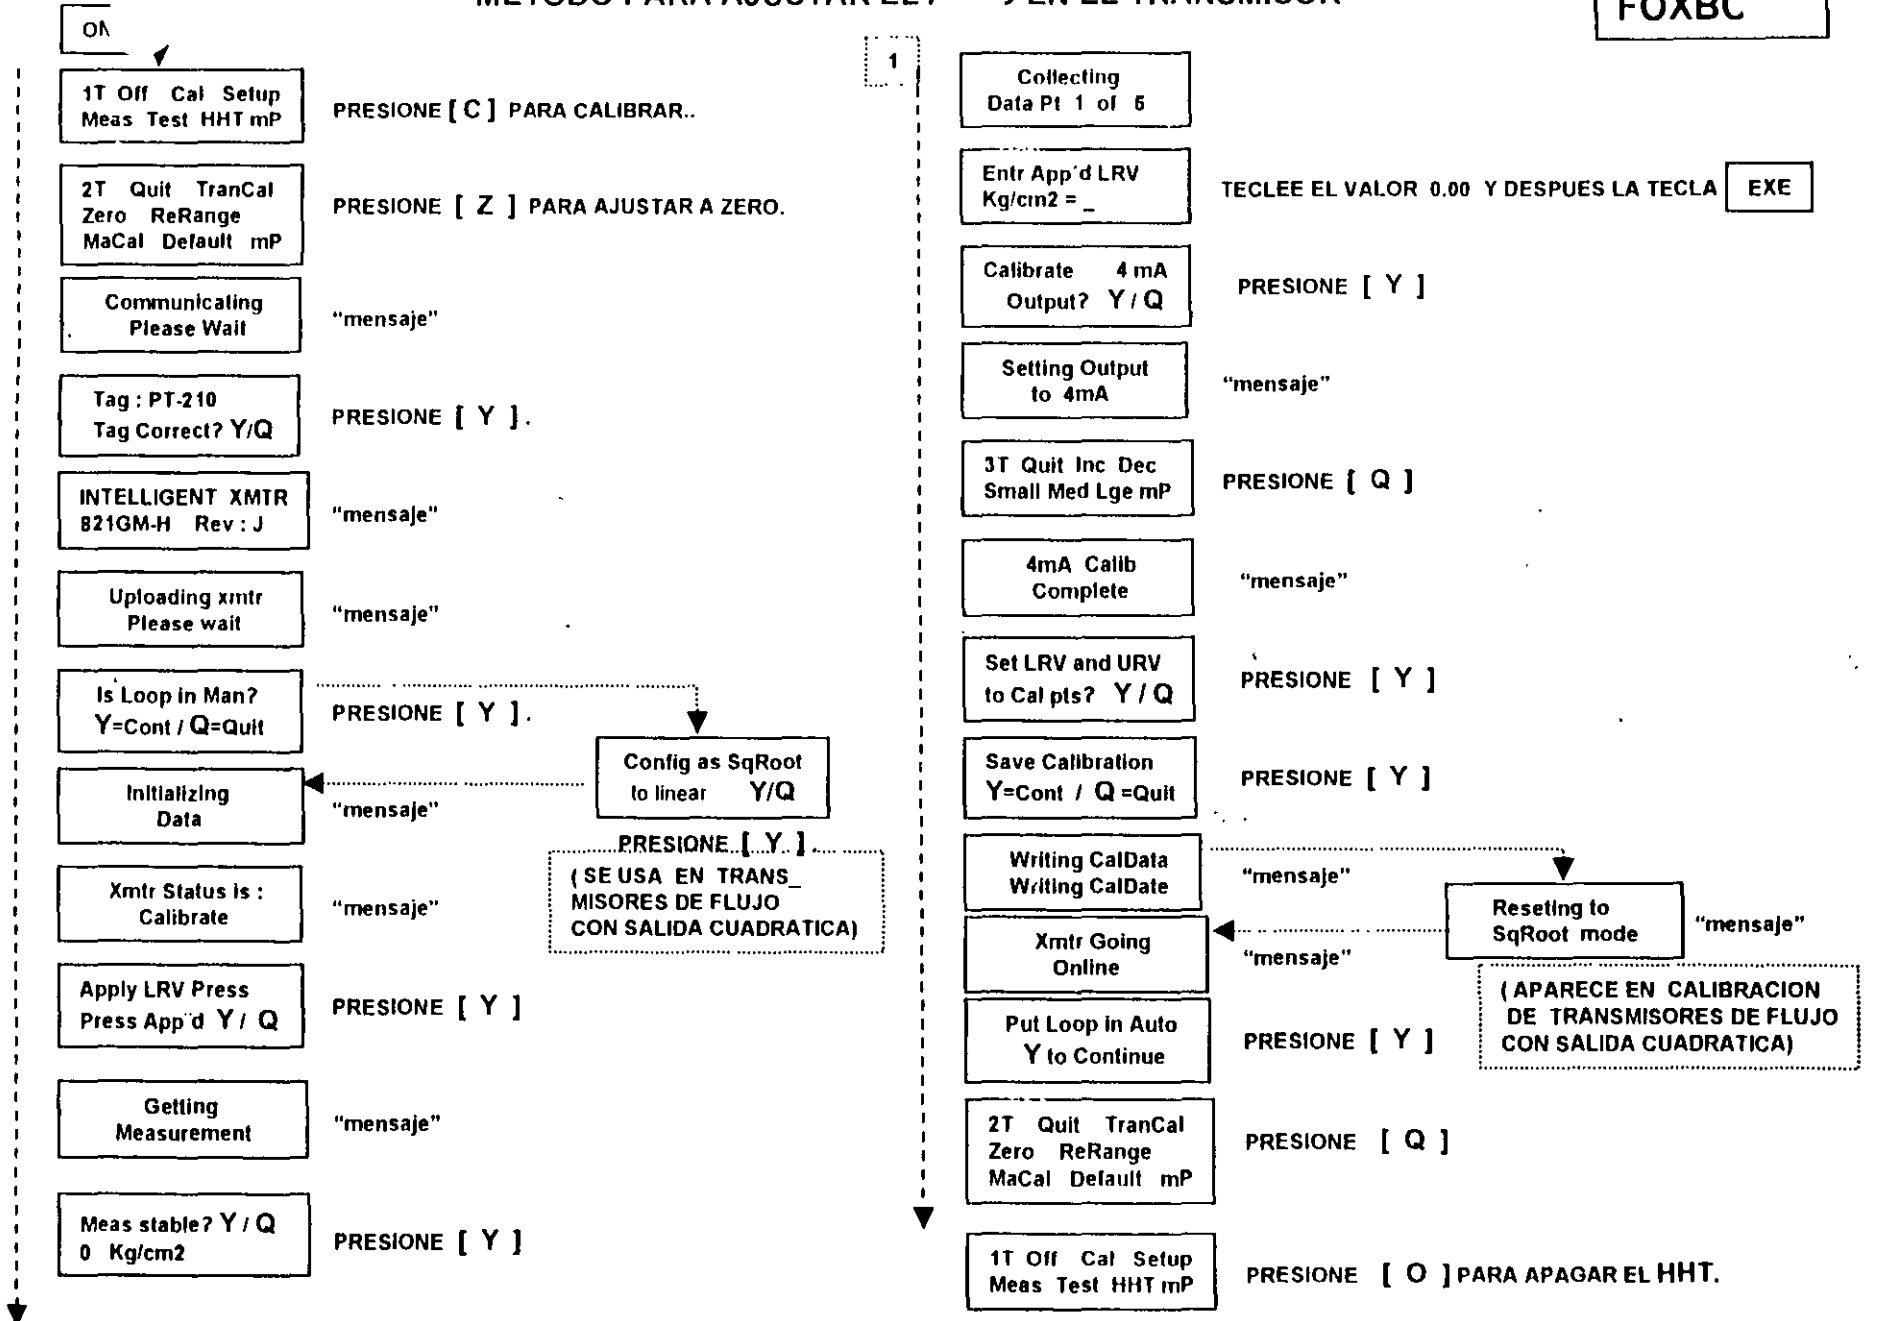 METODO PARA AJUSTAR EL EN EL TRANSMISOR
FOXBC
1T Off Cal Setup
Meas Test HHT mP
PRESIONE [ C ] PARA CALIBRAR..
2T Quit TranCal
Zero ReRange
MaCal Default mP
PRESIONE [ Z ] PARA AJUSTAR A ZERO.
Communicating
Please Wait
"mensaje"
Tag : PT-210
Tag Correct? Y/Q
PRESIONE [ Y ].
INTELLIGENT XMTR
821GM-H Rev : J
"mensaje"
Uploading xmtr
Please wait
"mensaje"
Is Loop in Man?
Y=Cont / Q=Quit
PRESIONE [ Y ].
Config as SqRoot
to linear Y/Q
PRESIONE [ Y ].
( SE USA EN TRANS_
MISORES DE FLUJO
CON SALIDA CUADRATICA)
Initializing
Data
"mensaje"
Xmtr Status is :
Calibrate
"mensaje"
Apply LRV Press
Press App¨d Y / Q
PRESIONE [ Y ]
Getting
Measurement
"mensaje"
Meas stable? Y / Q
0 Kg/cm2
PRESIONE [ Y ]
1
Collecting
Data Pt 1 of 5
Entr App´d LRV
Kg/cm2 = _
TECLEE EL VALOR 0.00 Y DESPUES LA TECLA EXE
Calibrate 4 mA
Output? Y / Q
PRESIONE [ Y ]
Setting Output
to 4mA
"mensaje"
3T Quit Inc Dec
Small Med Lge mP
PRESIONE [ Q ]
4mA Calib
Complete
"mensaje"
Set LRV and URV
to Cal pts? Y / Q
PRESIONE [ Y ]
Save Calibration
Y=Cont / Q =Quit
PRESIONE [ Y ]
Writing CalData
Writing CalDate
"mensaje"
Reseting to
SqRoot mode
"mensaje"
( APARECE EN CALIBRACION
DE TRANSMISORES DE FLUJO
CON SALIDA CUADRATICA)
Xmtr Going
Online
"mensaje"
Put Loop in Auto
Y to Continue
PRESIONE [ Y ]
2T Quit TranCal
Zero ReRange
MaCal Default mP
PRESIONE [ Q ]
1T Off Cal Setup
Meas Test HHT mP
PRESIONE [ O ] PARA APAGAR EL HHT.